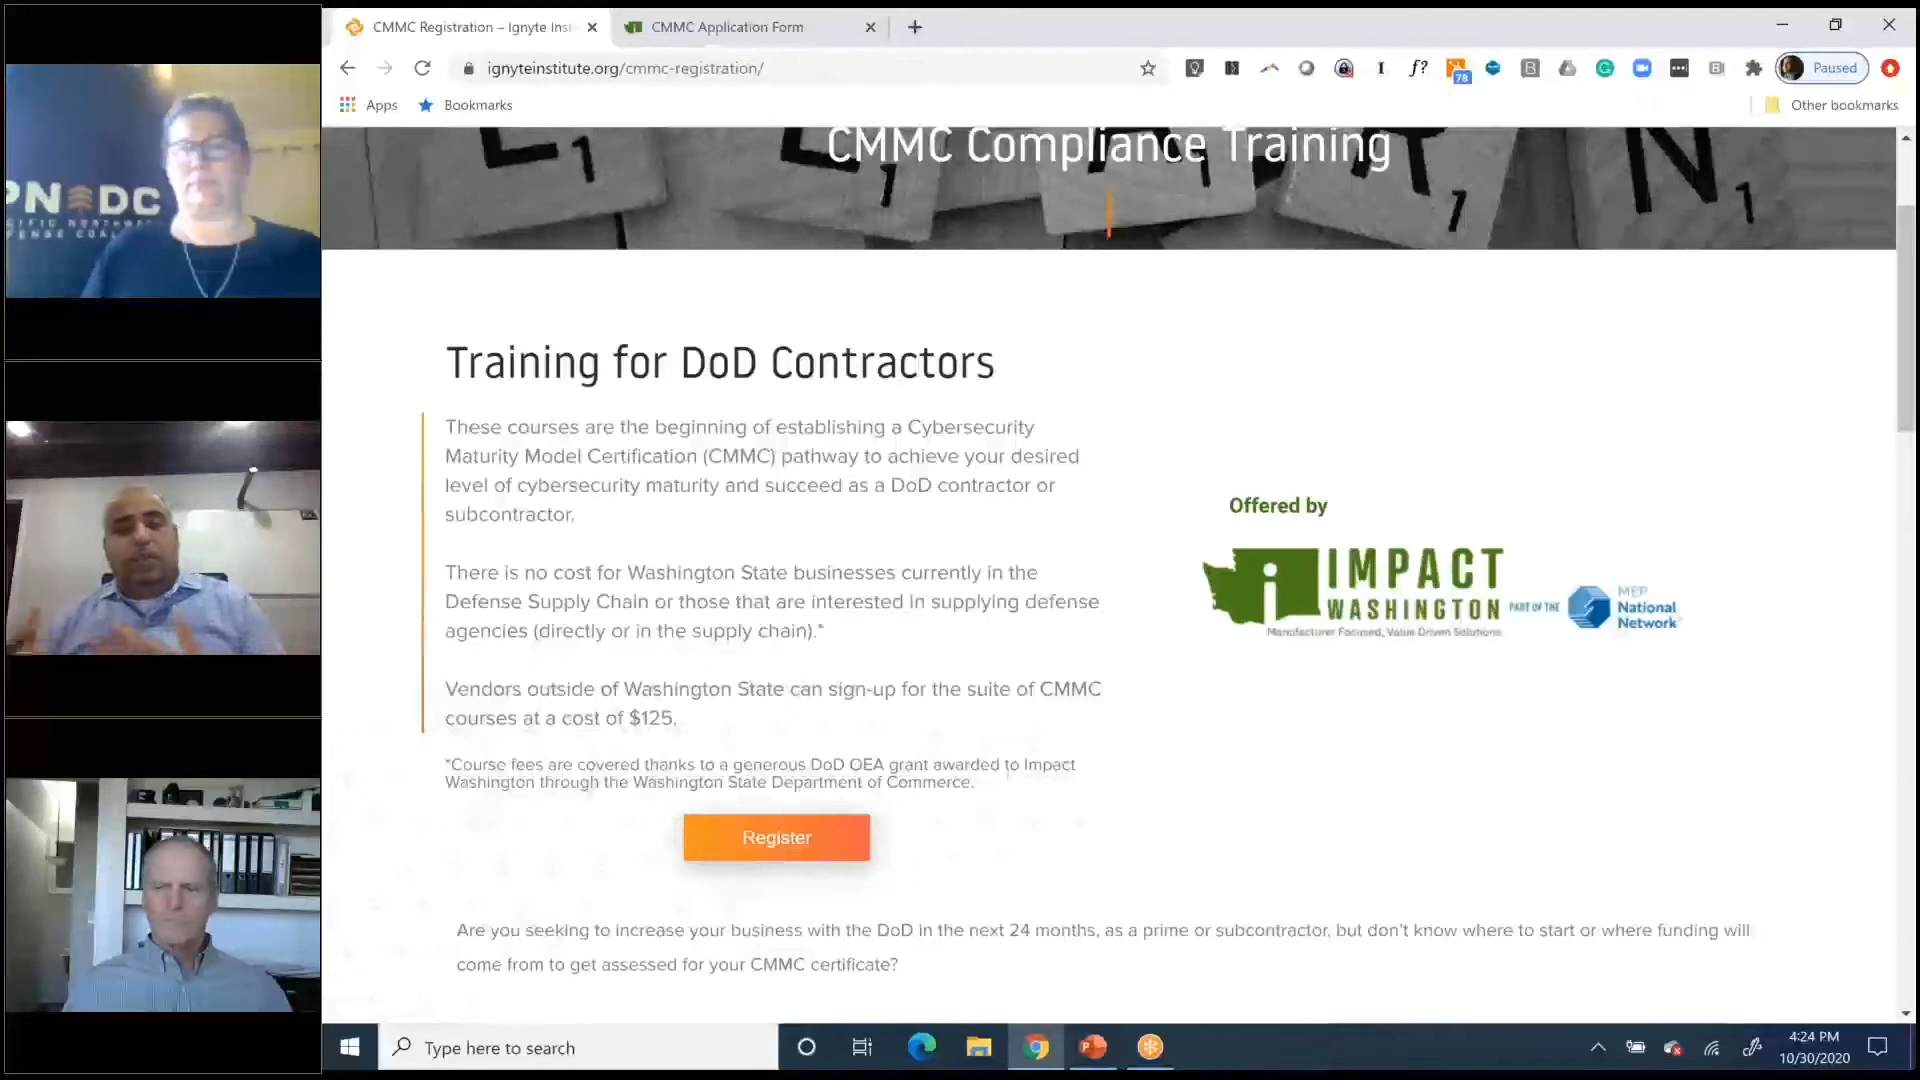 CMMC Registration – Ignyte Inst
CMMC Application Form
ignyteinstitute.org/cmmc-registration/
f?
78
Paused
Apps
Bookmarks
Other bookmarks
L1 E1 A1 R1 N1
CMMC Compliance Training
PN DC
Training for DoD Contractors
These courses are the beginning of establishing a Cybersecurity
Maturity Model Certification (CMMC) pathway to achieve your desired
level of cybersecurity maturity and succeed as a DoD contractor or
subcontractor.
There is no cost for Washington State businesses currently in the
Defense Supply Chain or those that are interested in supplying defense
agencies (directly or in the supply chain).*
Vendors outside of Washington State can sign-up for the suite of CMMC
courses at a cost of $125.
*Course fees are covered thanks to a generous DoD OEA grant awarded to Impact
Washington through the Washington State Department of Commerce.
Register
Offered by
IMPACT
WASHINGTON
Manufacturer Focused, Value Driven Solutions
PART OF THE
MEP
National
Network
Are you seeking to increase your business with the DoD in the next 24 months, as a prime or subcontractor, but don't know where to start or where funding will
come from to get assessed for your CMMC certificate?
Type here to search
4:24 PM
10/30/2020